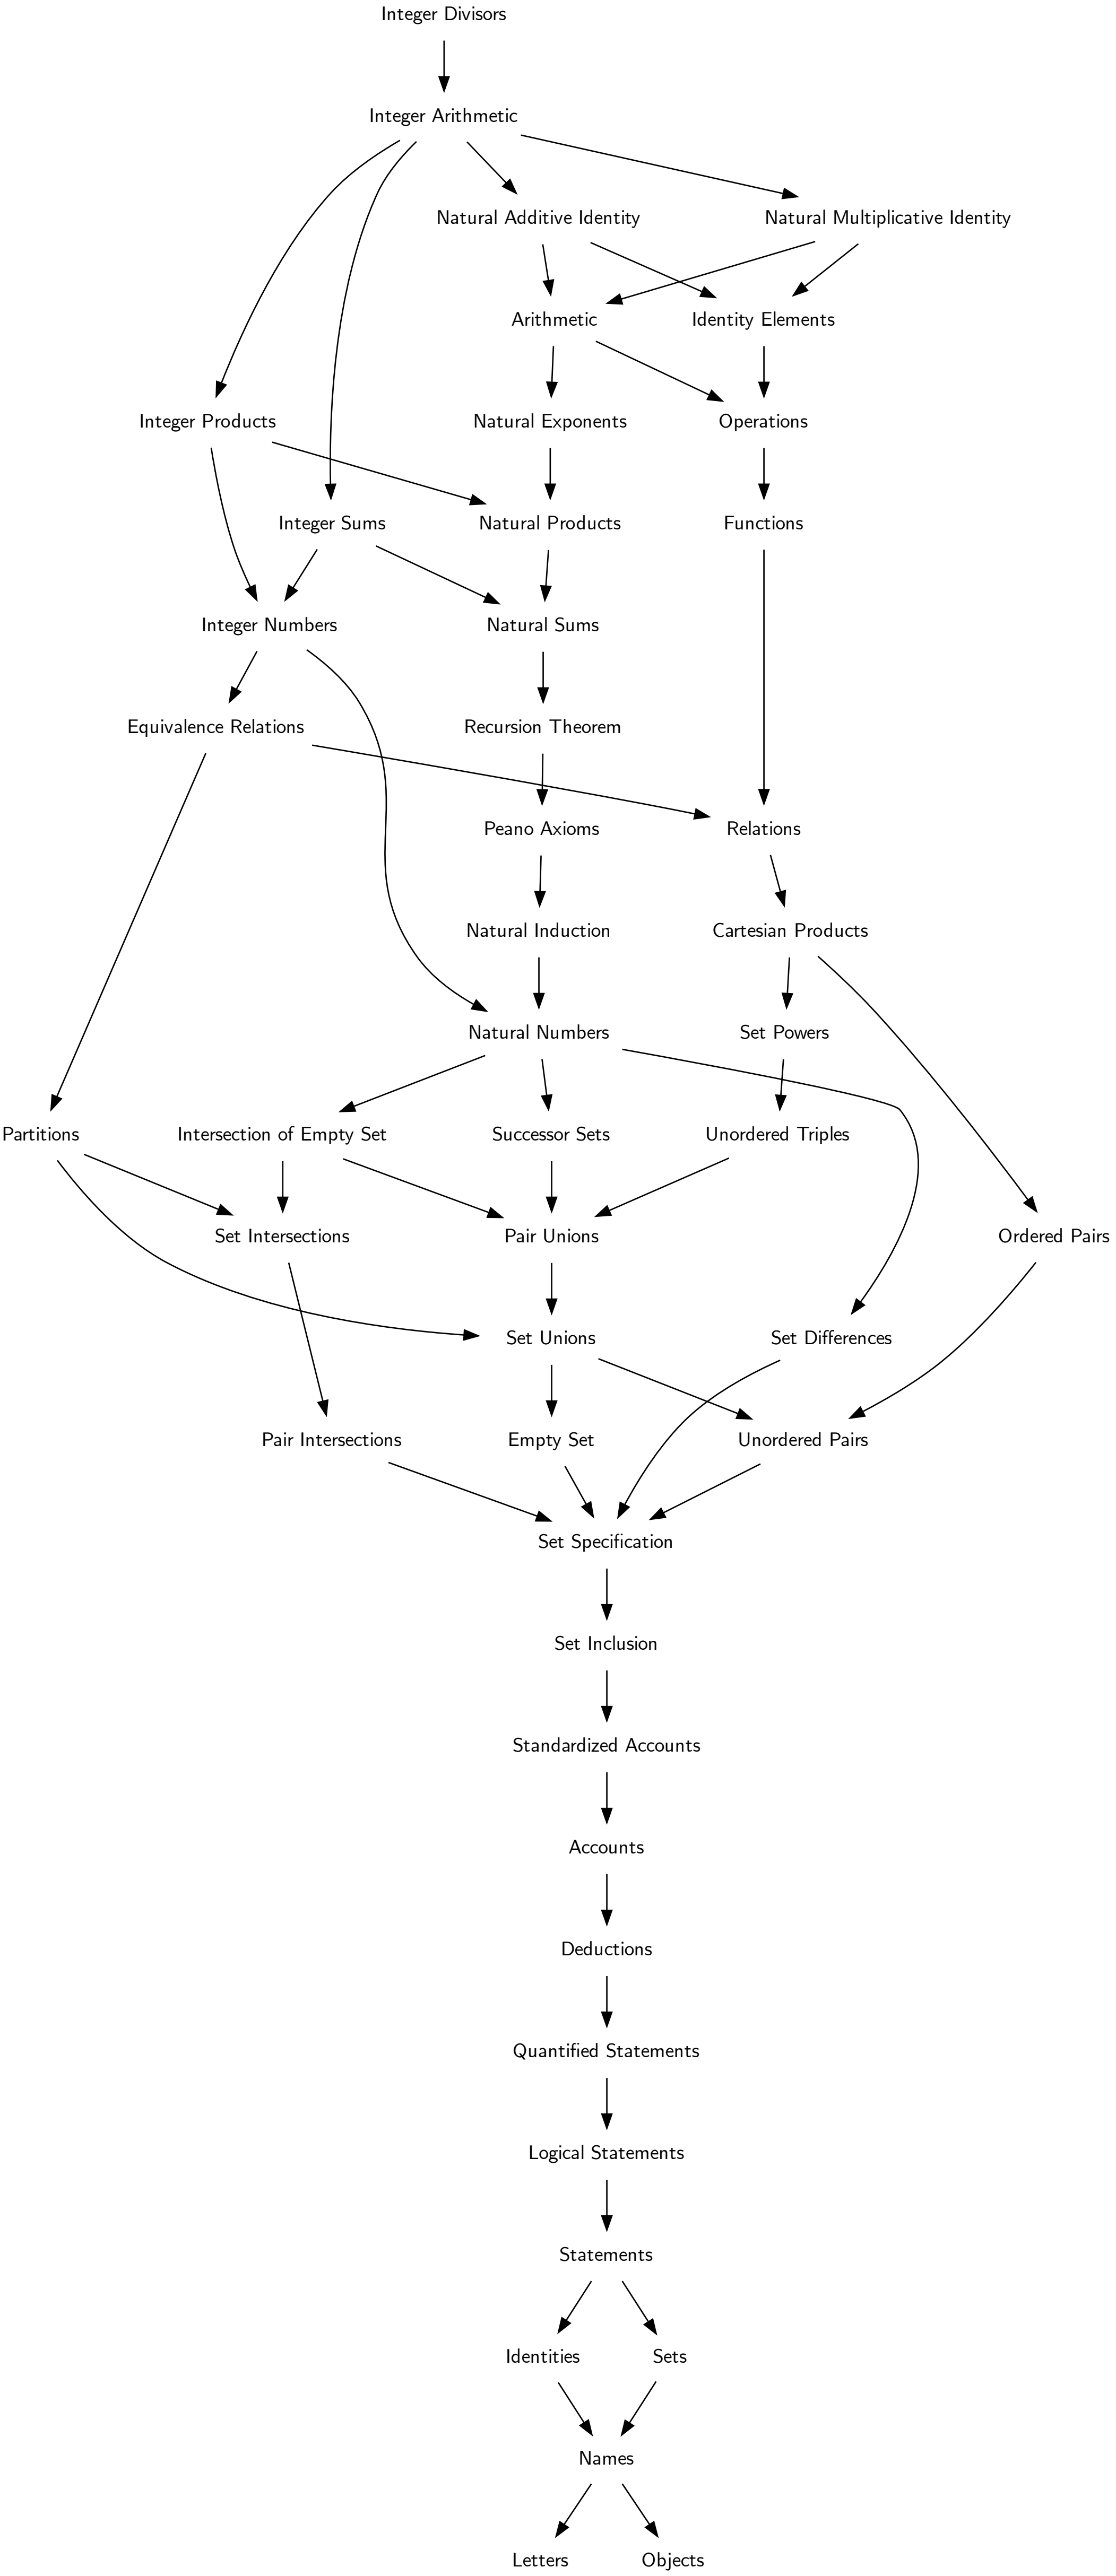 Integer Divisors
Integer Arithmetic
Natural Additive Identity
Natural Multiplicative Identity
Arithmetic
Identity Elements
Integer Products
Natural Exponents
Operations
Integer Sums
Natural Products
Functions
Integer Numbers
Natural Sums
Equivalence Relations
Recursion Theorem
Peano Axioms
Relations
Natural Induction
Cartesian Products
Natural Numbers
Set Powers
Partitions
Intersection of Empty Set
Successor Sets
Unordered Triples
Set Intersections
Pair Unions
Ordered Pairs
Set Unions
Set Differences
Pair Intersections
Empty Set
Unordered Pairs
Set Specification
Set Inclusion
Standardized Accounts
Accounts
Deductions
Quantified Statements
Logical Statements
Statements
Identities
Sets
Names
Letters
Objects